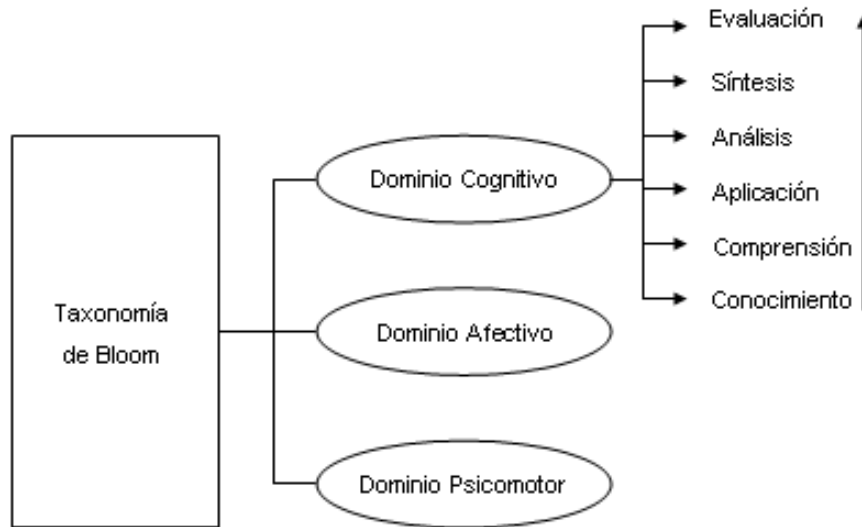 Taxonomía
de Bloom
Dominio Cognitivo
Evaluación
Síntesis
Análisis
Aplicación
Comprensión
Conocimiento
Dominio Afectivo
Dominio Psicomotor